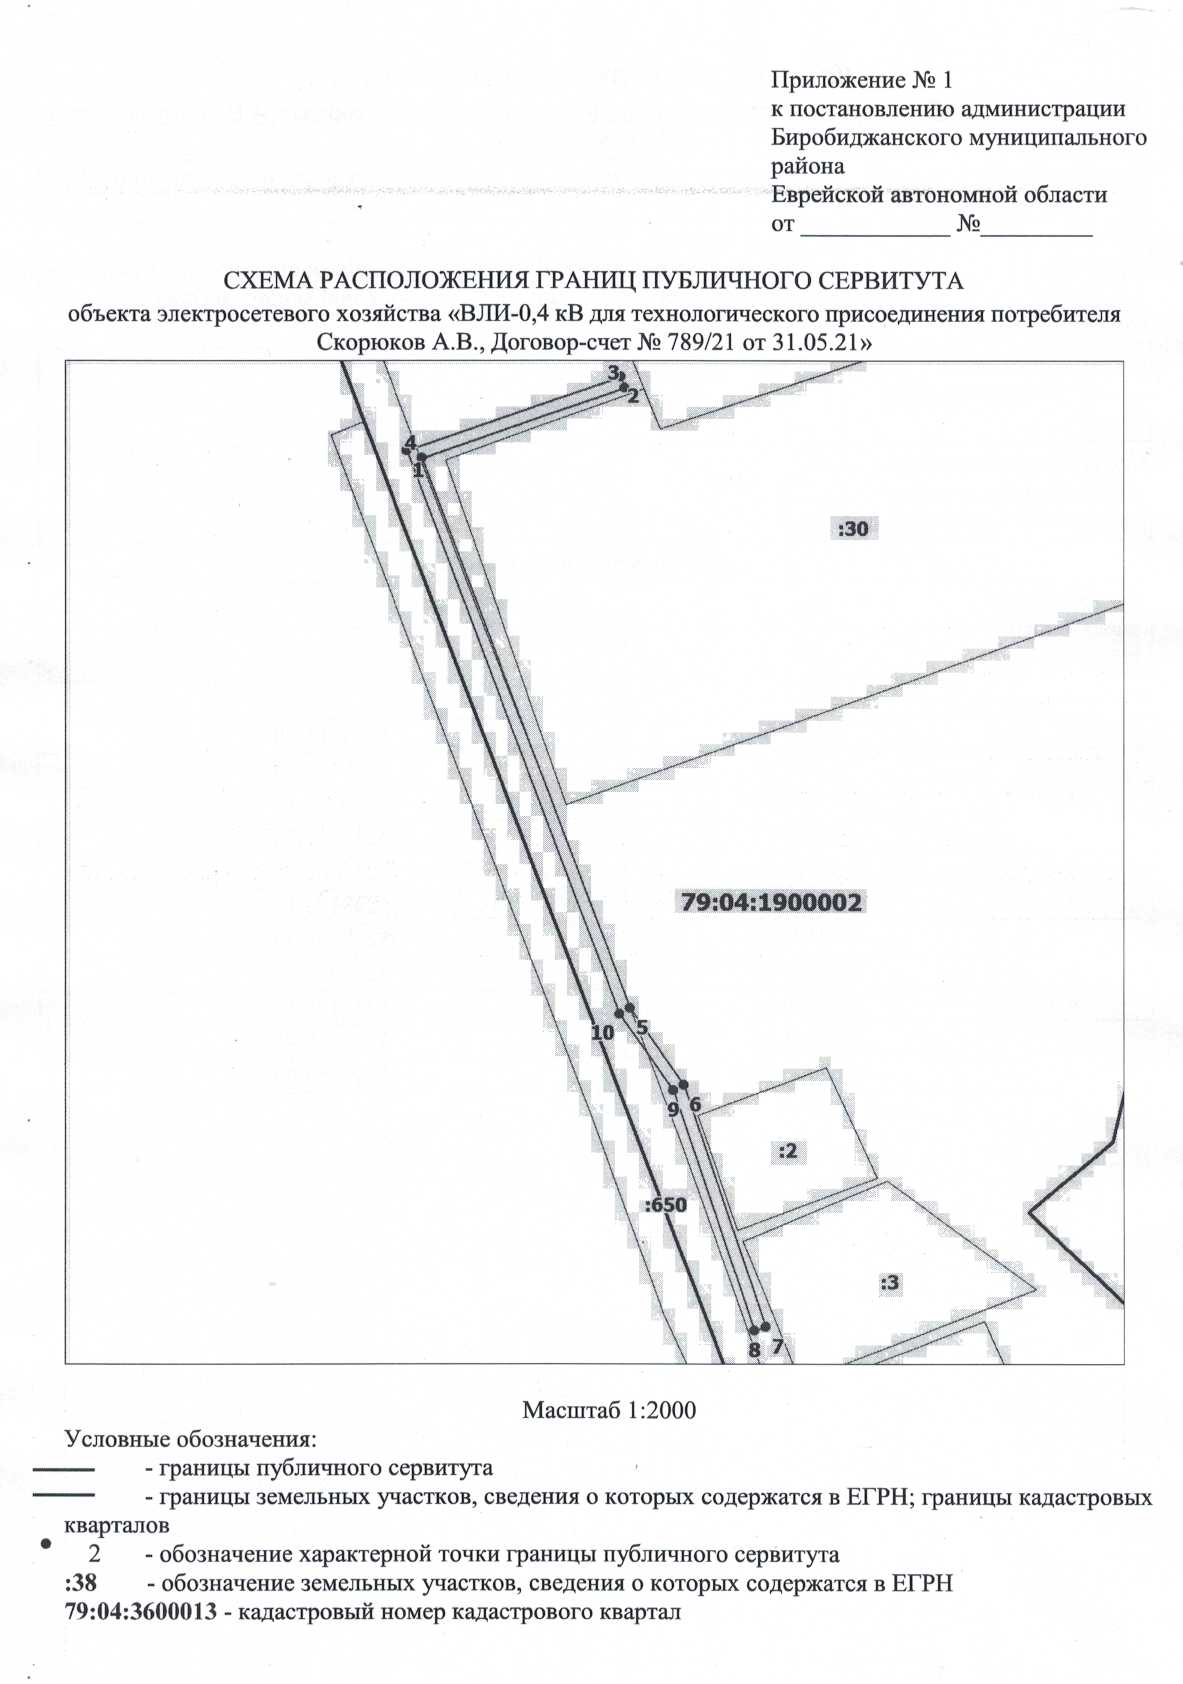 Приложение № 1
к постановлению администрации
Биробиджанского муниципального
района
Еврейской автономной области
от ____________ №_________
СХЕМА РАСПОЛОЖЕНИЯ ГРАНИЦ ПУБЛИЧНОГО СЕРВИТУТА
объекта электросетевого хозяйства «ВЛИ-0,4 кВ для технологического присоединения потребителя
Скорюков А.В., Договор-счет № 789/21 от 31.05.21»
3
2
4
1
:30
79:04:1900002
5
10
6
9
:2
:650
:3
7
8
Масштаб 1:2000
Условные обозначения:
- границы публичного сервитута
- границы земельных участков, сведения о которых содержатся в ЕГРН; границы кадастровых
кварталов
2 - обозначение характерной точки границы публичного сервитута
:38 - обозначение земельных участков, сведения о которых содержатся в ЕГРН
79:04:3600013 - кадастровый номер кадастрового квартал